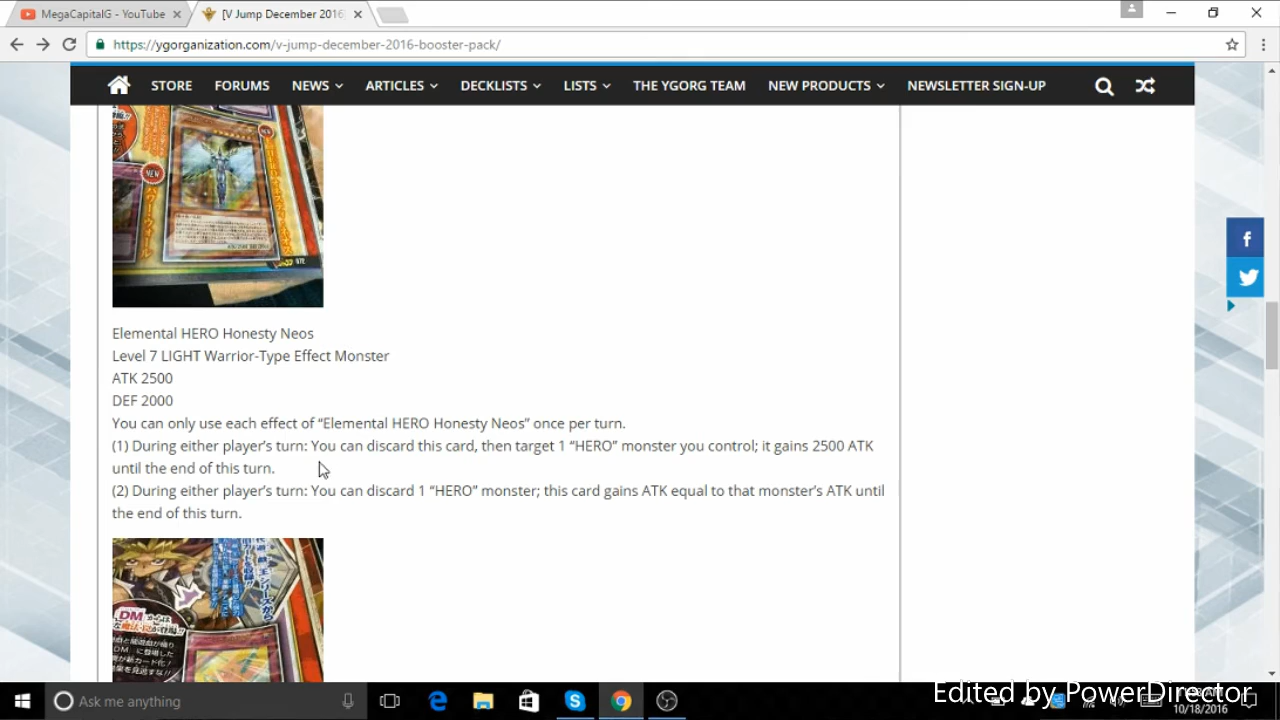 MegaCapitalG - YouTube
[V Jump December 2016]
https://ygorganization.com/v-jump-december-2016-booster-pack/
STORE FORUMS NEWS ARTICLES DECKLISTS LISTS THE YGORG TEAM NEW PRODUCTS NEWSLETTER SIGN-UP
NEW
NEW
Elemental HERO Honesty Neos
Level 7 LIGHT Warrior-Type Effect Monster
ATK 2500
DEF 2000
You can only use each effect of “Elemental HERO Honesty Neos” once per turn.
(1) During either player’s turn: You can discard this card, then target 1 “HERO” monster you control; it gains 2500 ATK
until the end of this turn.
(2) During either player’s turn: You can discard 1 “HERO” monster; this card gains ATK equal to that monster’s ATK until
the end of this turn.
DM
Ask me anything
Edited by PowerDirector
10/18/2016